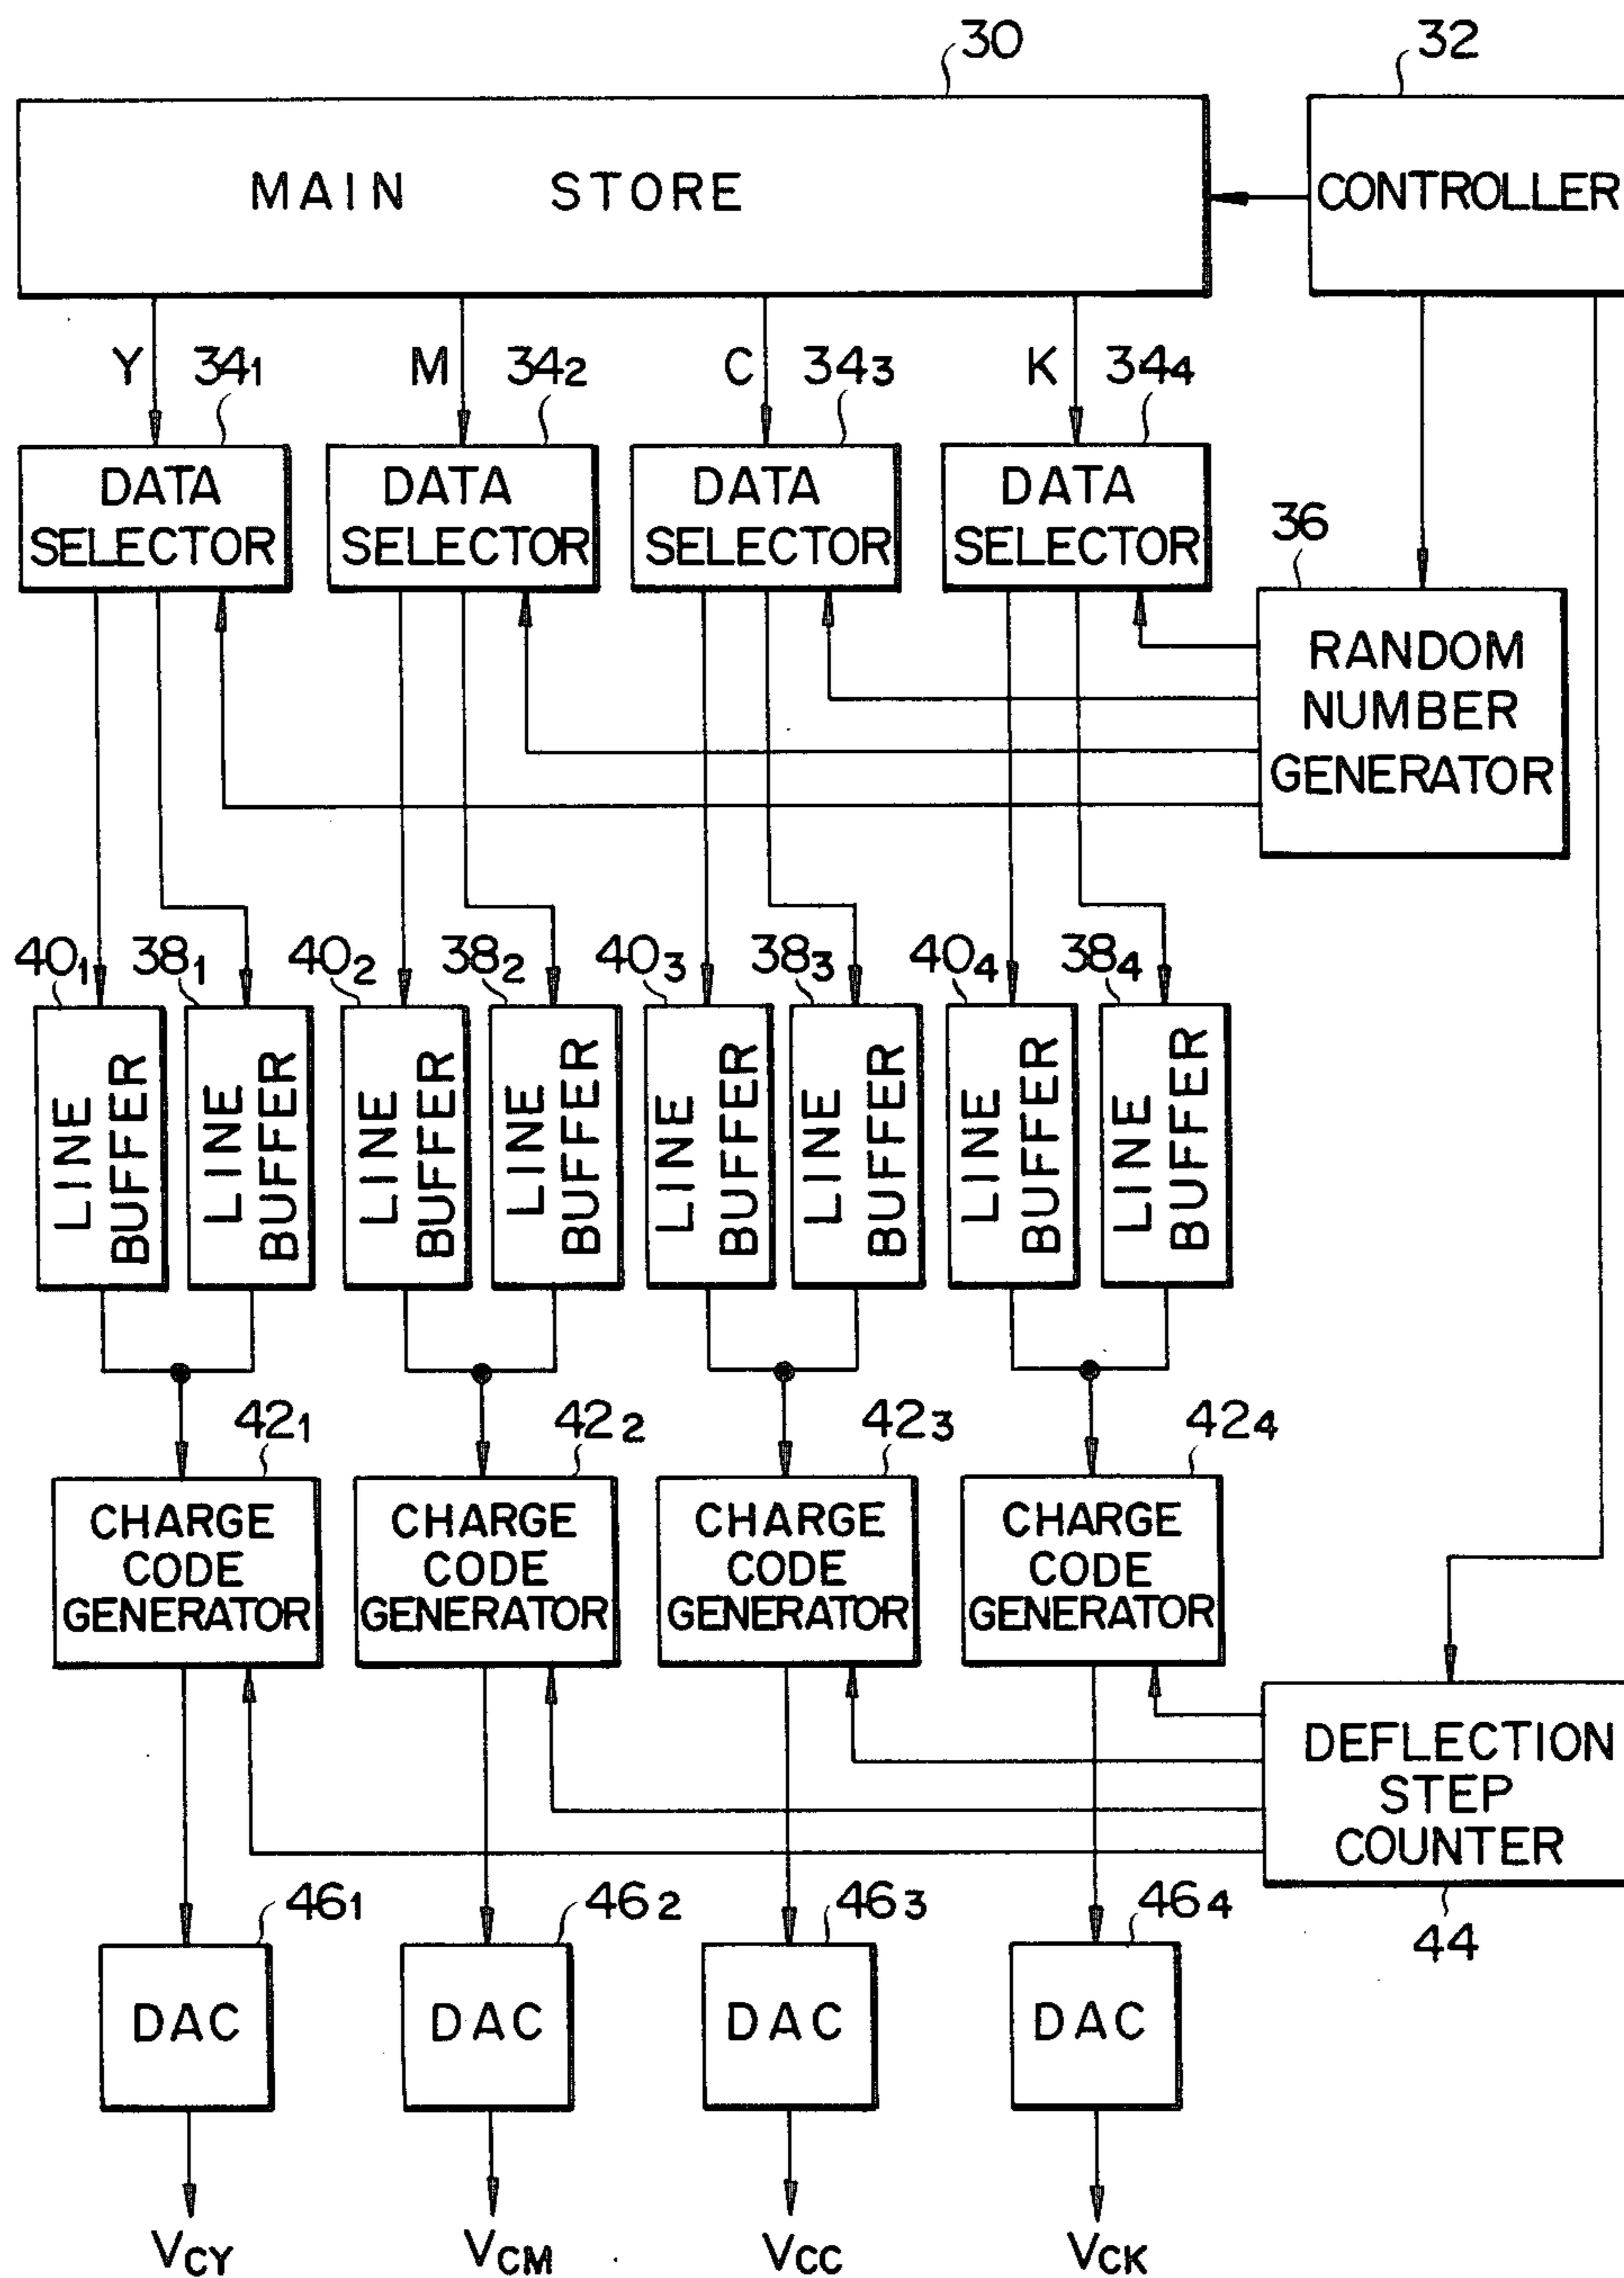 30
32
MAIN STORE
CONTROLLER
Y
34₁
M
34₂
C
34₃
K
34₄
DATA
SELECTOR
DATA
SELECTOR
DATA
SELECTOR
DATA
SELECTOR
36
RANDOM
NUMBER
GENERATOR
40₁
38₁
40₂
38₂
40₃
38₃
40₄
38₄
LINE
BUFFER
LINE
BUFFER
LINE
BUFFER
LINE
BUFFER
LINE
BUFFER
LINE
BUFFER
LINE
BUFFER
LINE
BUFFER
42₁
42₂
42₃
42₄
CHARGE
CODE
GENERATOR
CHARGE
CODE
GENERATOR
CHARGE
CODE
GENERATOR
CHARGE
CODE
GENERATOR
DEFLECTION
STEP
COUNTER
44
46₁
46₂
46₃
46₄
DAC
DAC
DAC
DAC
VCY
VCM
VCC
VCK